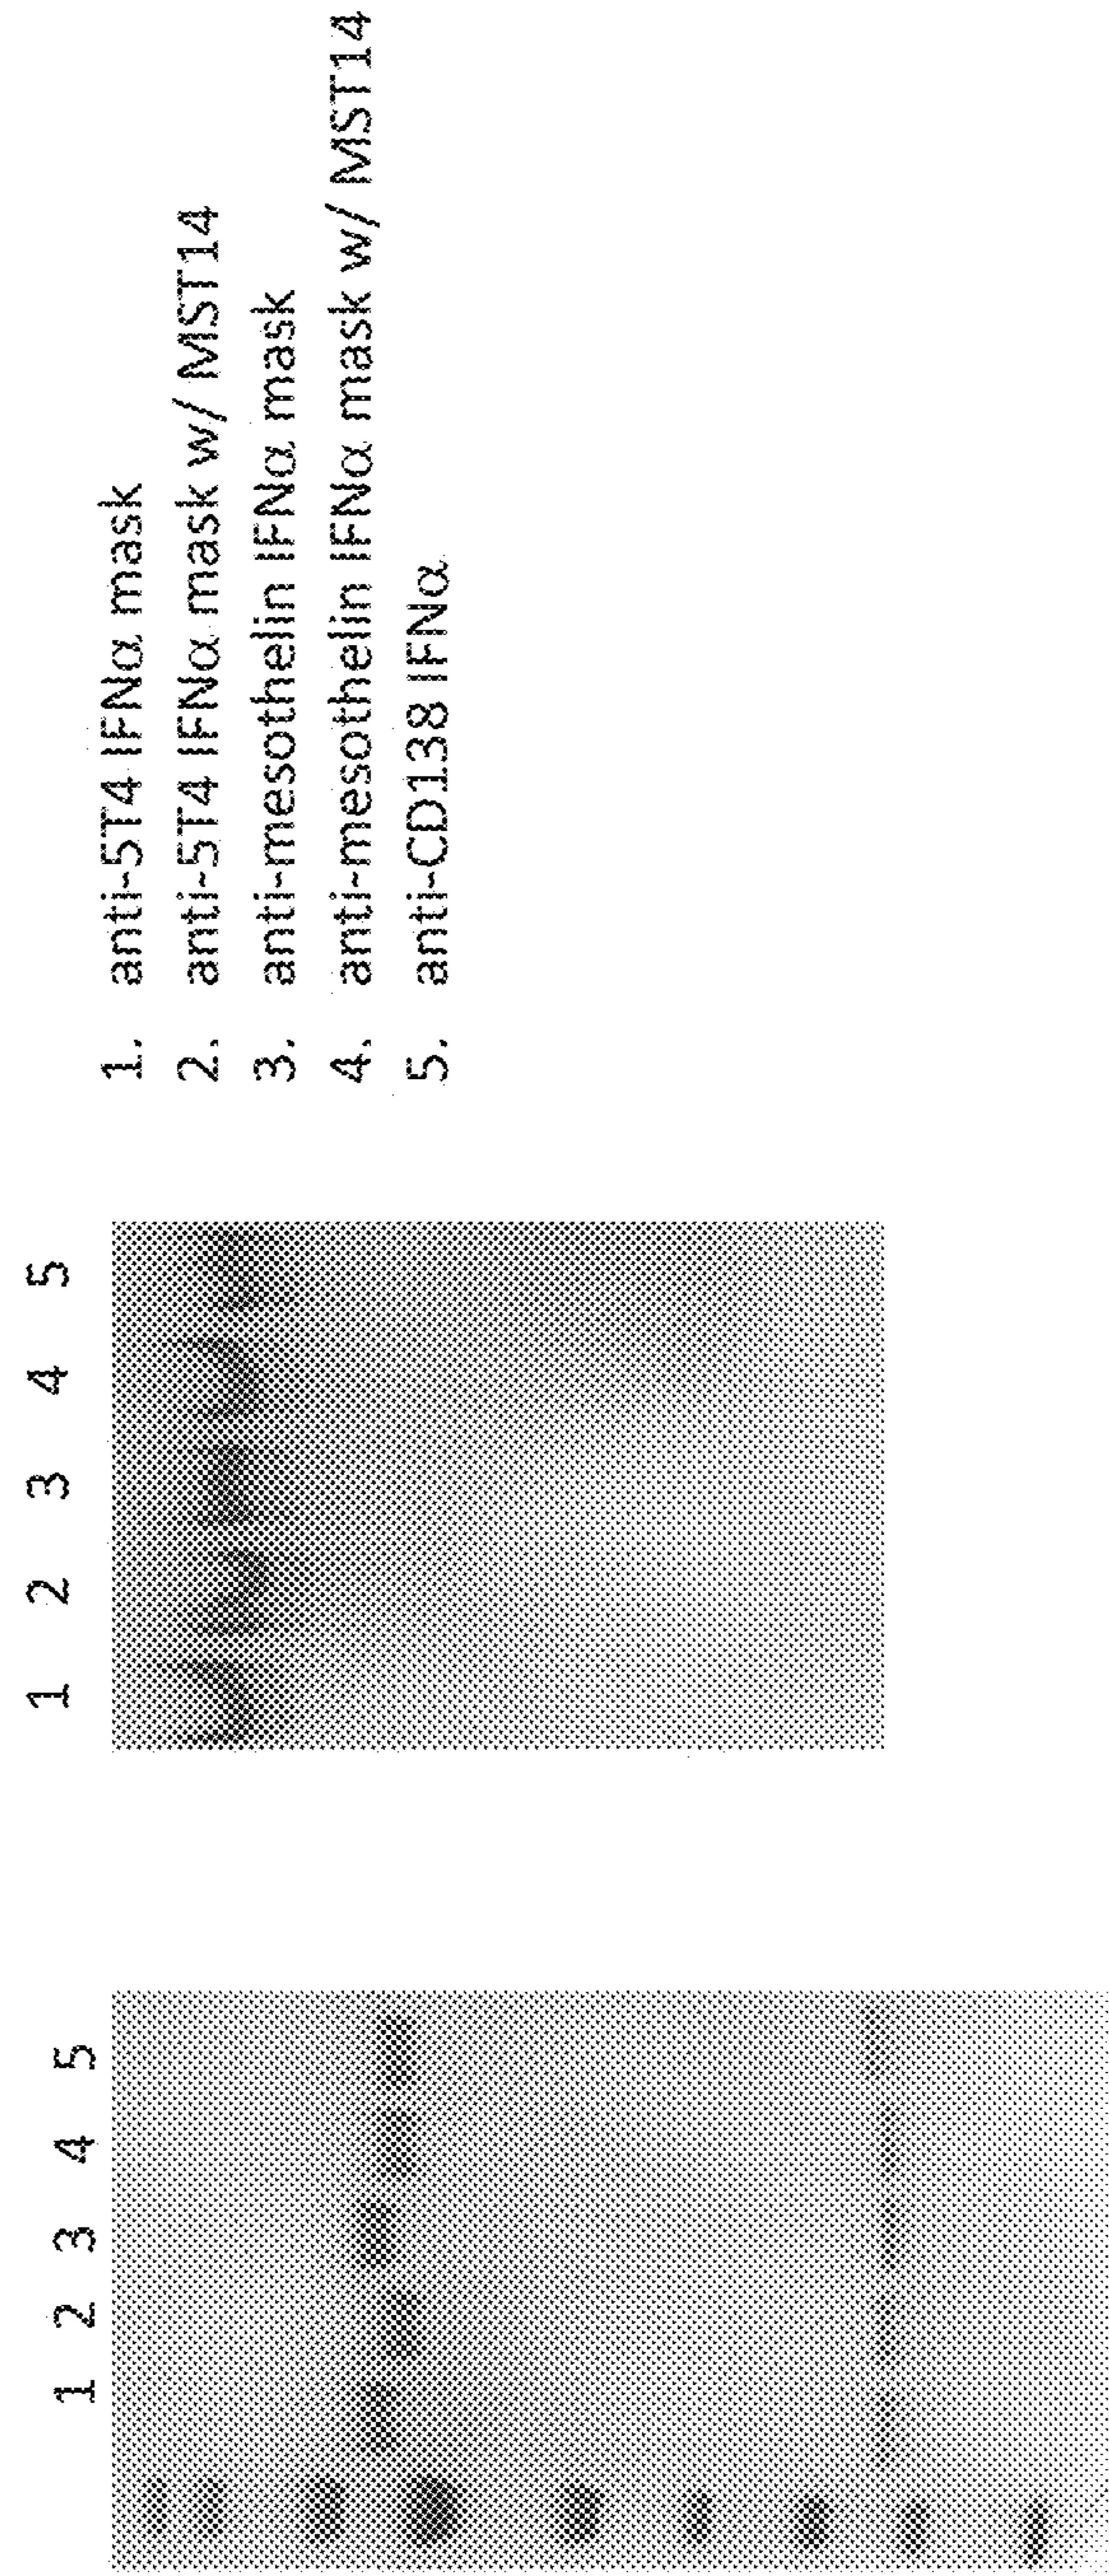 1 2 3 4 5
1 2 3 4 5
1. anti-5T4 IFNα mask
2. anti-5T4 IFNα mask w/ MST14
3. anti-mesothelin IFNα mask
4. anti-mesothelin IFNα mask w/ MST14
5. anti-CD138 IFNα